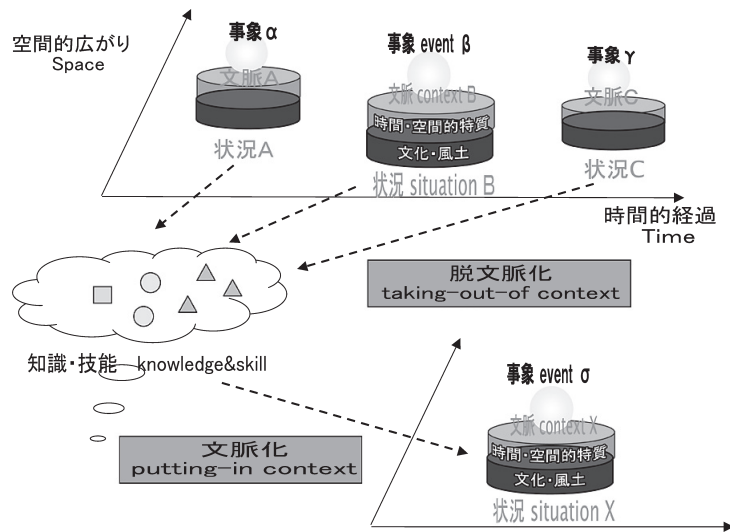 空間的広がり
Space
事象α
文脈A
状況A
事象 event β
文脈 context B
時間・空間的特質
文化・風土
状況 situation B
事象γ
文脈C
状況C
時間的経過
Time
脱文脈化
taking-out-of context
知識・技能 knowledge&skill
文脈化
putting-in context
事象 event σ
文脈 context X
時間・空間的特質
文化・風土
状況 situation X